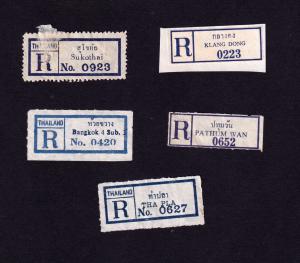 THAILAND
R
สุโขทัย
Sukothai
No. 0923
R
กลางดง
KLANG DONG
0223
THAILAND
R
ห้วยขวาง
Bangkok 4 Sub. 1
No. 0420
R
ปทุมวัน
PATHUM WAN
0652
THAILAND
R
ท่าปลา
THA PLA
No. 0627